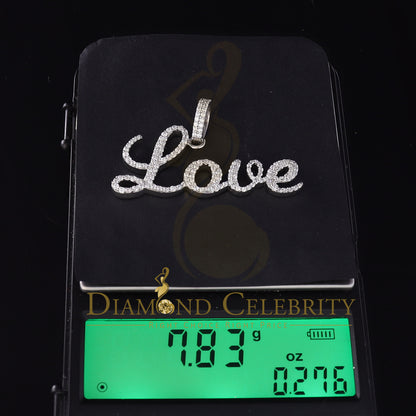 Love
DIAMOND CELEBRITY
7.83 g
oz
0.276